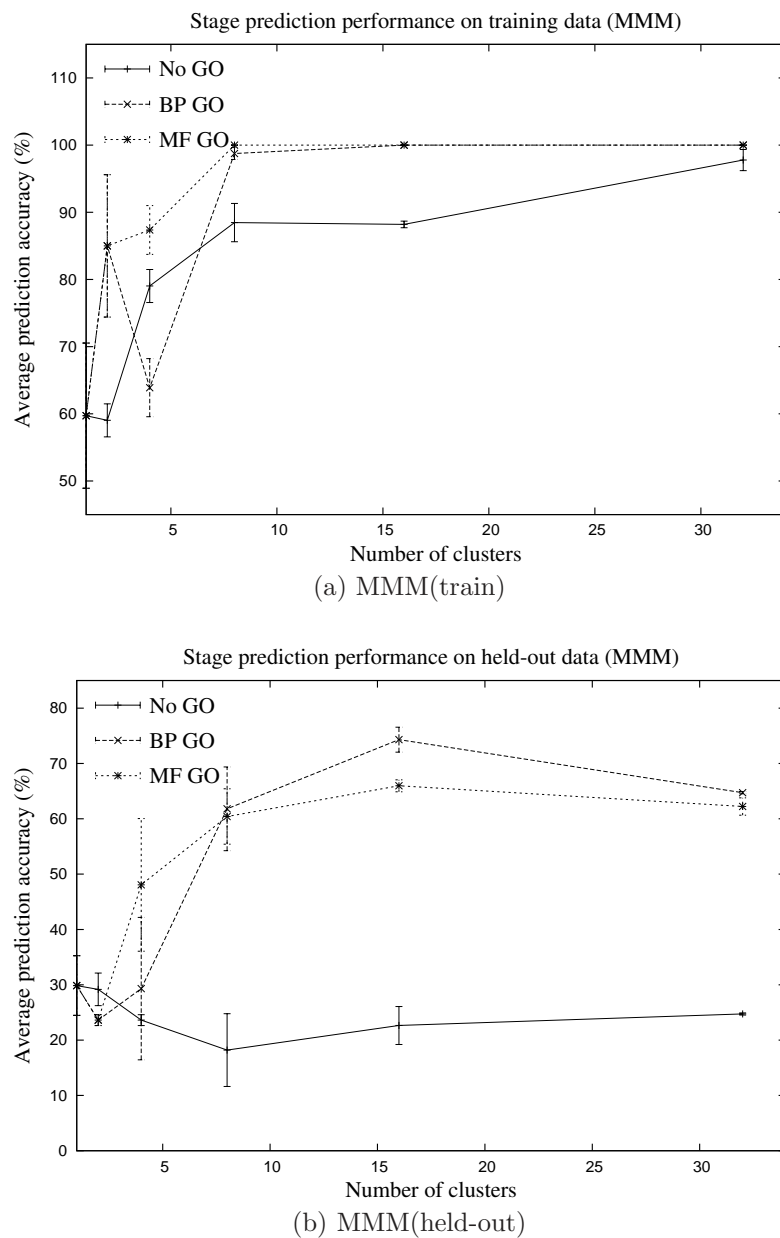 Stage prediction performance on training data (MMM)
No GO
BP GO
MF GO
Average prediction accuracy (%)
110
100
90
80
70
60
50
5
10
15
20
25
30
Number of clusters
(a) MMM(train)
Stage prediction performance on held-out data (MMM)
No GO
BP GO
MF GO
Average prediction accuracy (%)
80
70
60
50
40
30
20
10
0
5
10
15
20
25
30
Number of clusters
(b) MMM(held-out)